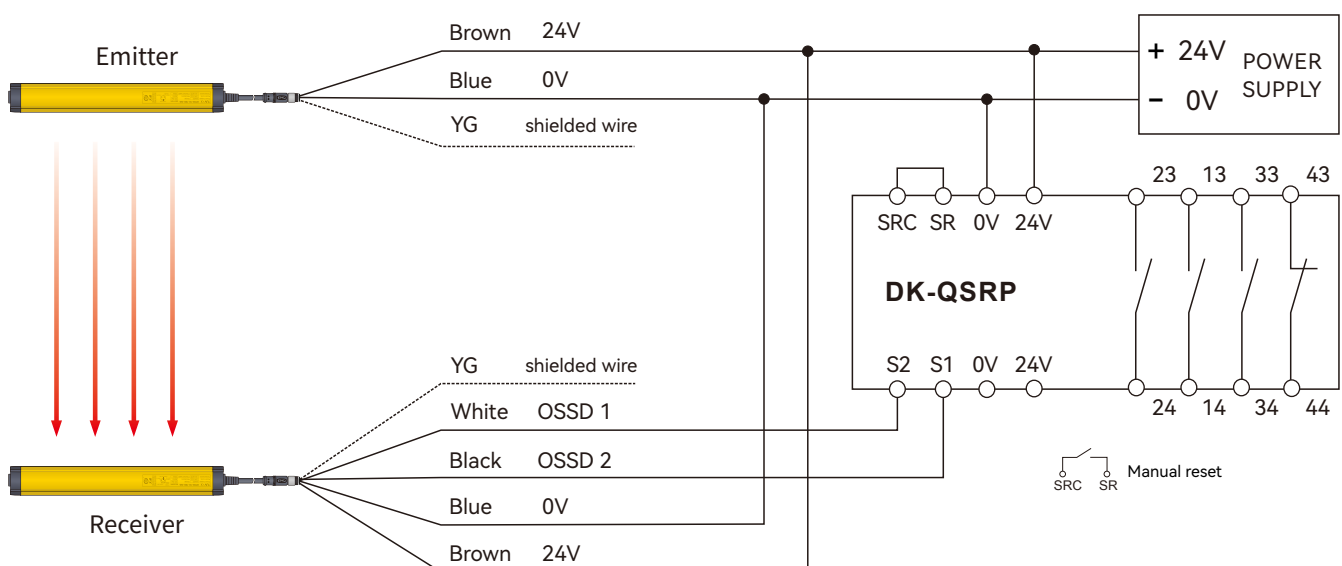 Emitter
Brown 24V
Blue 0V
YG shielded wire
+ 24V
- 0V
POWER
SUPPLY
23 13 33 43
SRC SR 0V 24V
DK-QSRP
S2 S1 0V 24V
24 14 34 44
YG shielded wire
White OSSD 1
Black OSSD 2
Blue 0V
Brown 24V
Receiver
SRC SR
Manual reset